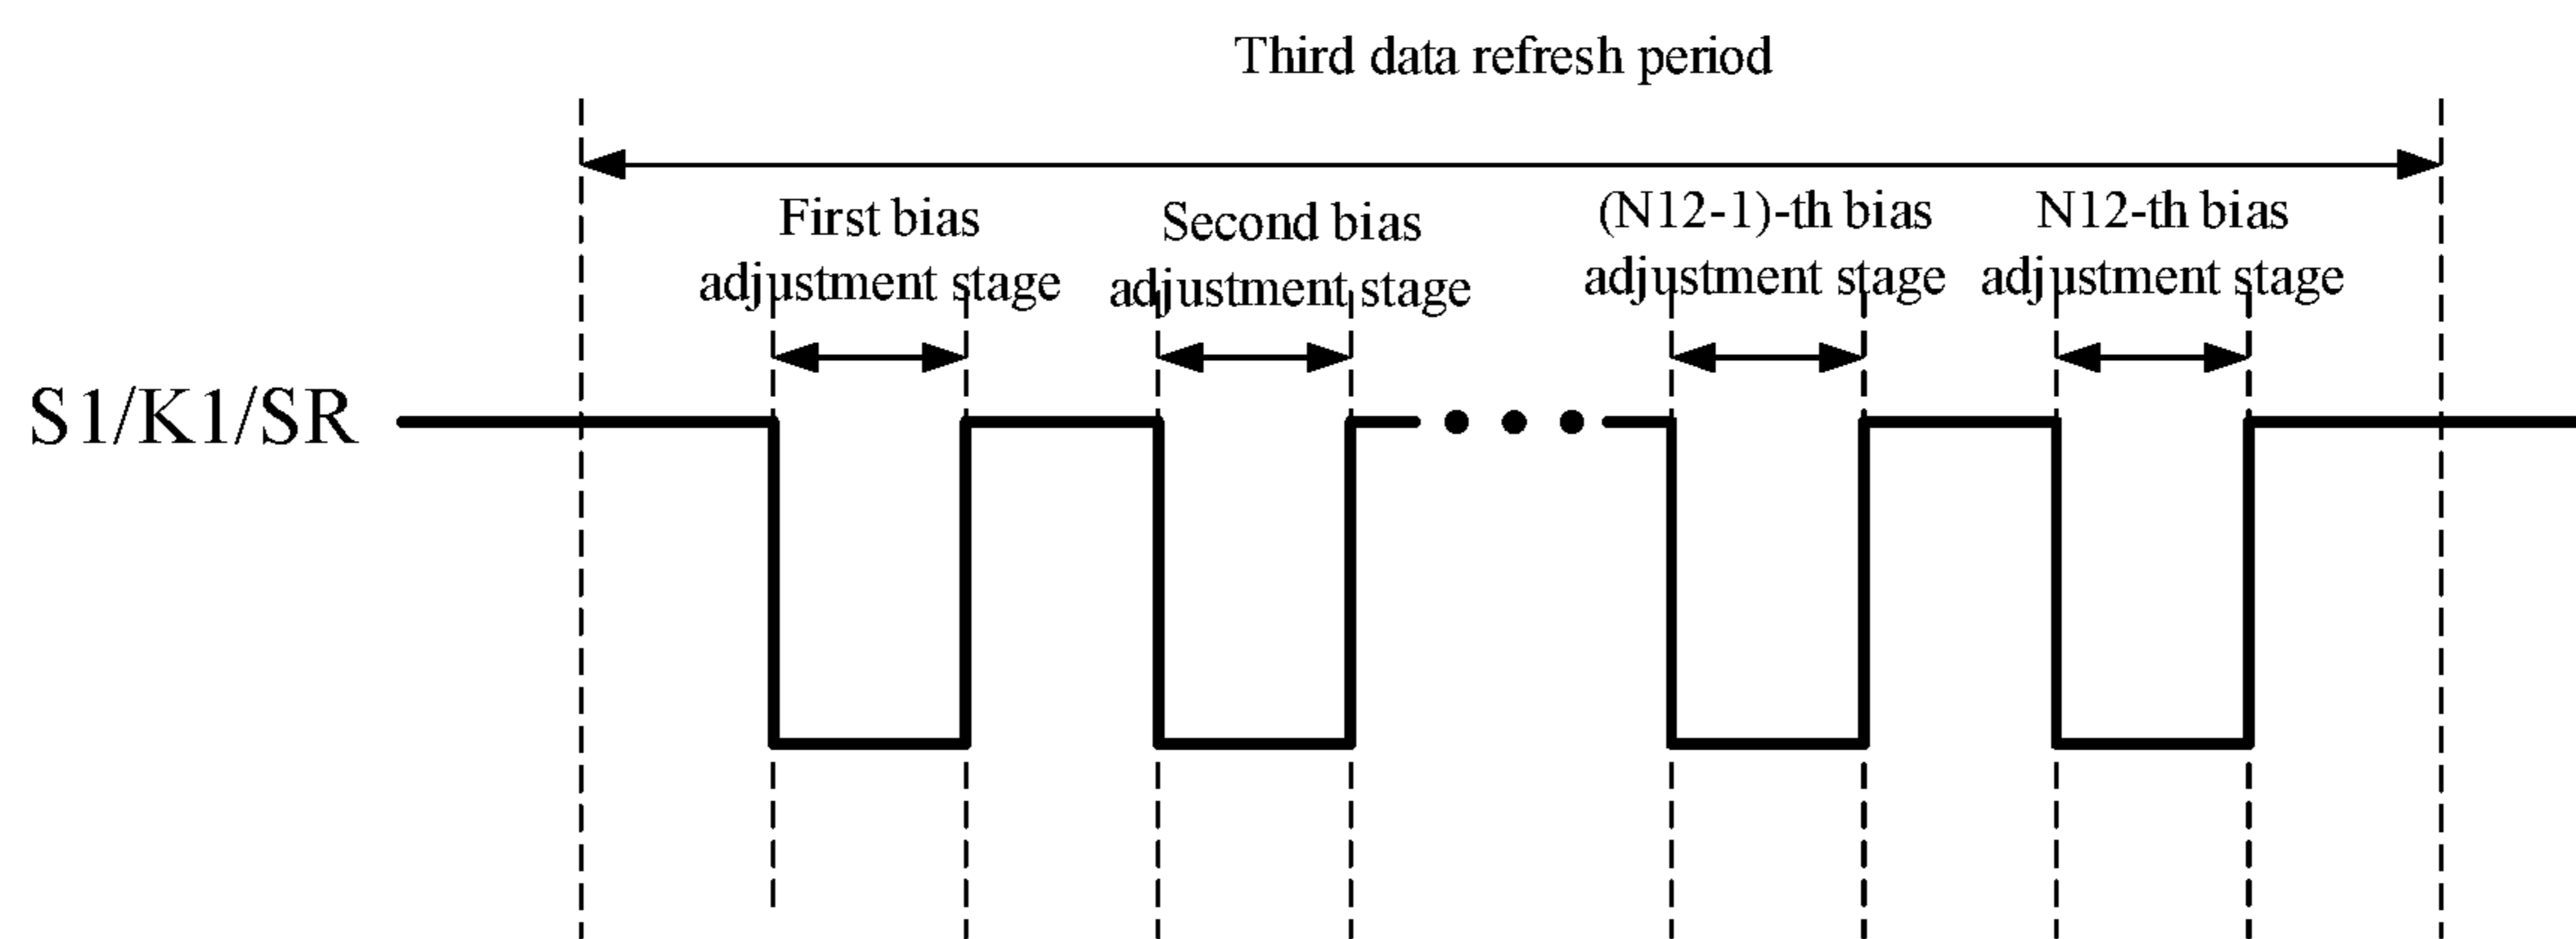 Third data refresh period
First bias
adjustment stage
Second bias
adjustment stage
(N12-1)-th bias
adjustment stage
N12-th bias
adjustment stage
S1/K1/SR